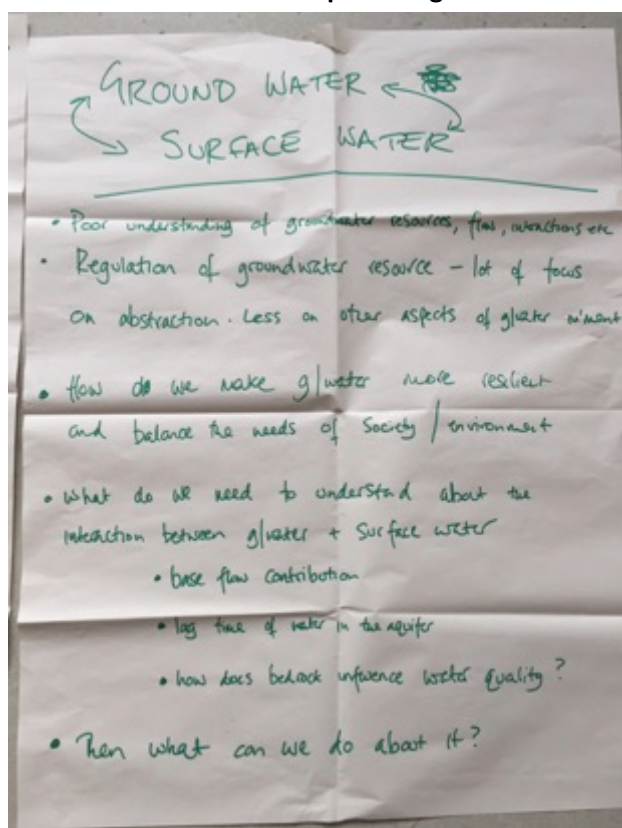 GROUND WATER
SURFACE WATER
• Poor understanding of groundwater resources, flow, interactions etc
• Regulation of groundwater resource – lot of focus
on abstraction. Less on other aspects of g/water m'ment
• How do we make g/water more resilient
and balance the needs of Society / environment
• What do we need to understand about the
interaction between g/water + Surface water
• base flow contribution
• lag time of water in the aquifer
• how does bedrock influence water quality?
• Then what can we do about it?